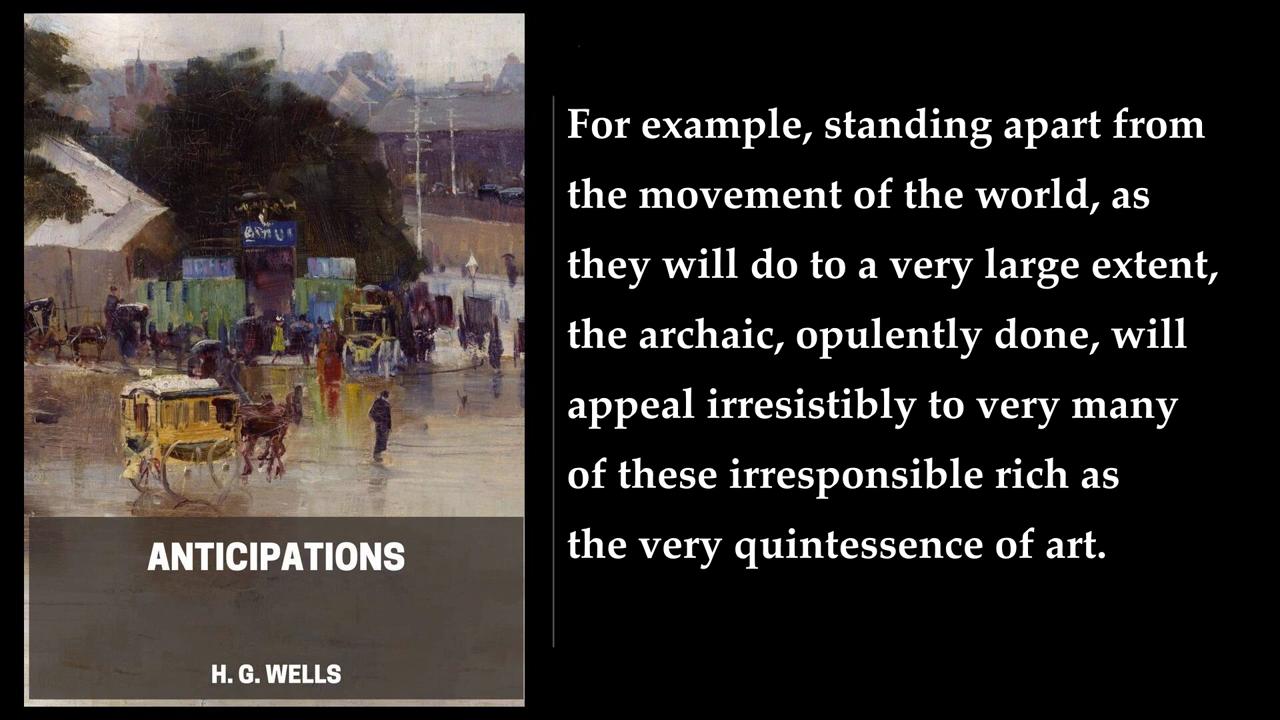 ANTICIPATIONS
H. G. WELLS
For example, standing apart from
the movement of the world, as
they will do to a very large extent,
the archaic, opulently done, will
appeal irresistibly to very many
of these irresponsible rich as
the very quintessence of art.